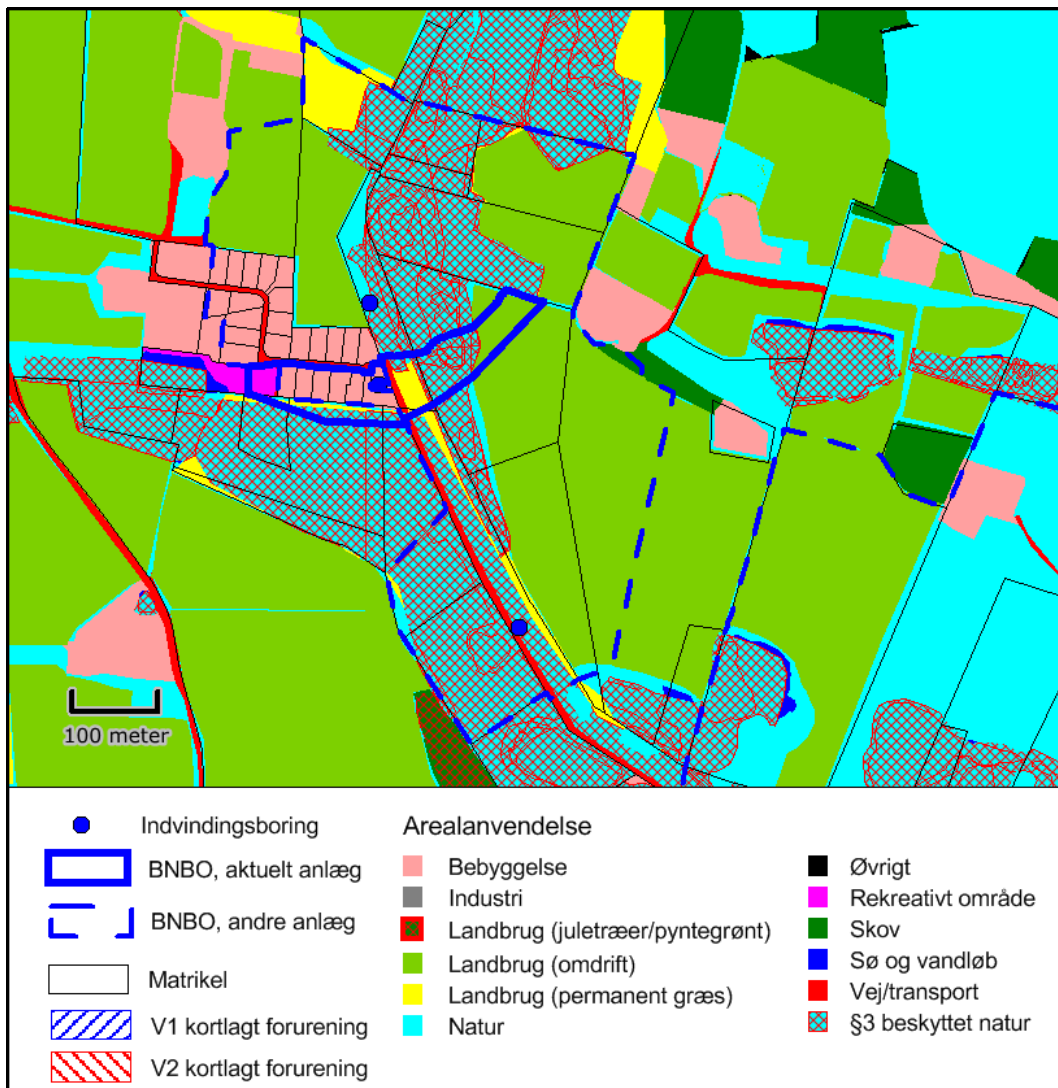 100 meter
Indvindingsboring
BNBO, aktuelt anlæg
BNBO, andre anlæg
Matrikel
V1 kortlagt forurening
V2 kortlagt forurening
Arealanvendelse
Bebyggelse
Industri
Landbrug (juletræer/pyntegrønt)
Landbrug (omdrift)
Landbrug (permanent græs)
Natur
Øvrigt
Rekreativt område
Skov
Sø og vandløb
Vej/transport
§3 beskyttet natur